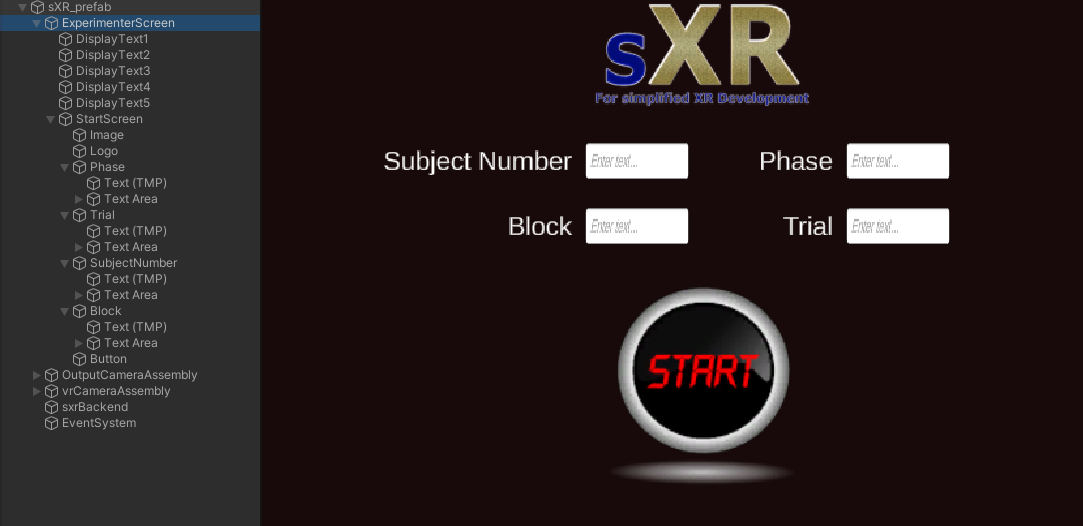 sXR_prefab
ExperimenterScreen
DisplayText1
DisplayText2
DisplayText3
DisplayText4
DisplayText5
StartScreen
Image
Logo
Phase
Text (TMP)
Text Area
Trial
Text (TMP)
Text Area
SubjectNumber
Text (TMP)
Text Area
Block
Text (TMP)
Text Area
Button
OutputCameraAssembly
vrCameraAssembly
sxrBackend
EventSystem
sXR
For simplified XR Development
Subject Number Enter text... Phase Enter text...
Block Enter text... Trial Enter text...
START